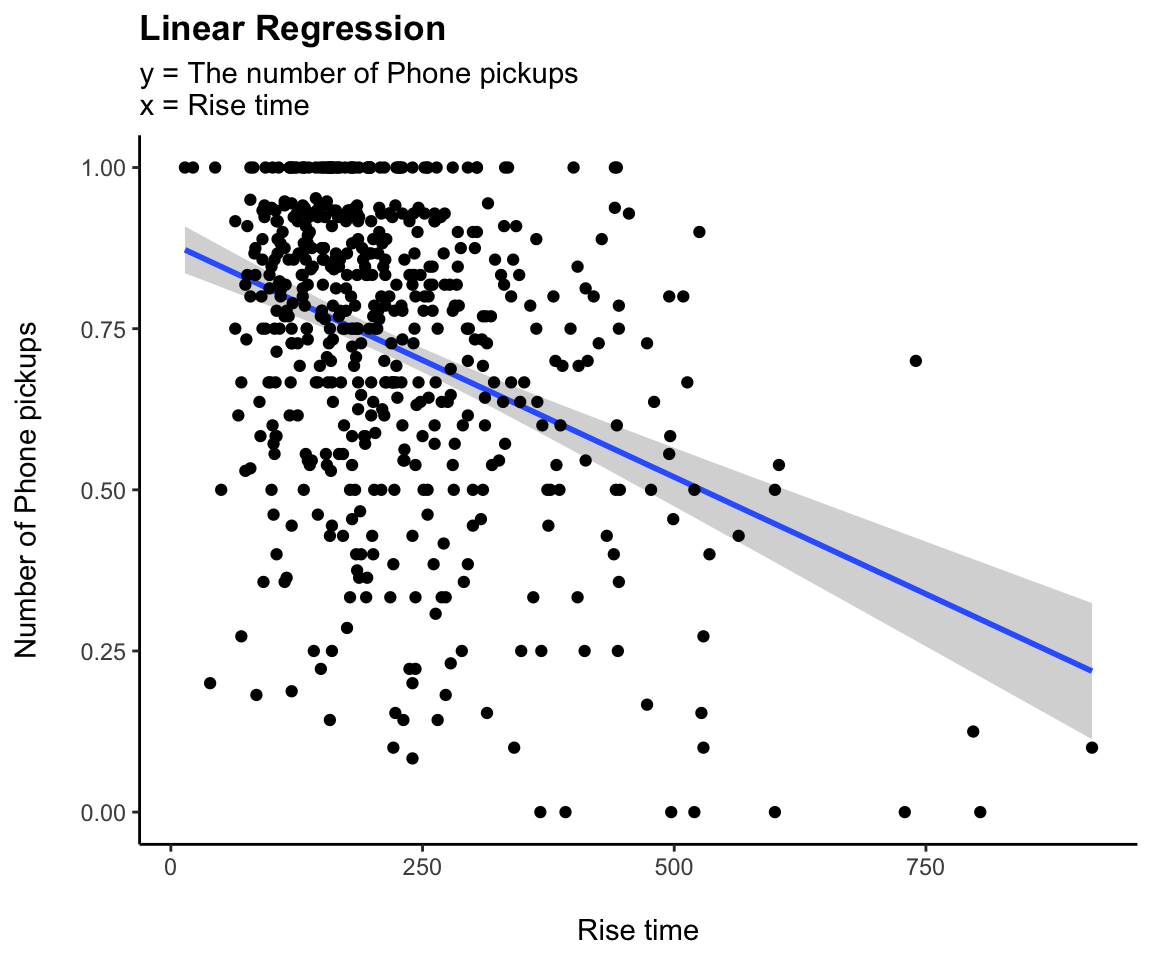 Linear Regression
y = The number of Phone pickups
x = Rise time
Number of Phone pickups
1.00
0.75
0.50
0.25
0.00
0
250
500
750
Rise time